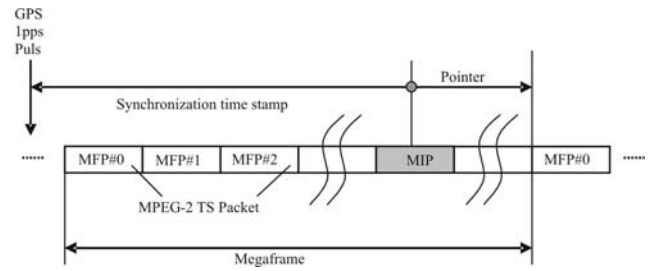 GPS
1pps
Puls
Pointer
Synchronization time stamp
...... MFP#0 MFP#1 MFP#2 MIP MFP#0 ......
MPEG-2 TS Packet
Megaframe